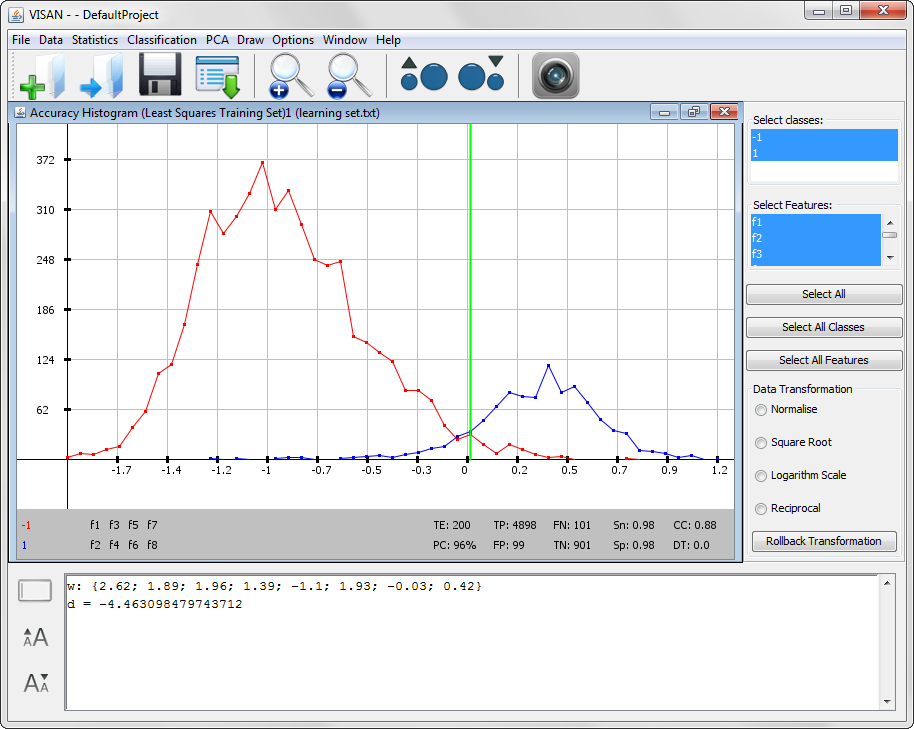 VISAN - - DefaultProject
File Data Statistics Classification PCA Draw Options Window Help
Accuracy Histogram (Least Squares Training Set)1 (learning set.txt)
372
310
248
186
124
62
-1.7 -1.4 -1.2 -1 -0.7 -0.5 -0.3 0 0.2 0.5 0.7 0.9 1.2
-1 f1 f3 f5 f7 TE: 200 TP: 4898 FN: 101 Sn: 0.98 CC: 0.88
1 f2 f4 f6 f8 PC: 96% FP: 99 TN: 901 Sp: 0.98 DT: 0.0
Select classes:
-1
1
Select Features:
f1
f2
f3
Select All
Select All Classes
Select All Features
Data Transformation
Normalise
Square Root
Logarithm Scale
Reciprocal
Rollback Transformation
AA
AA
w: {2.62; 1.89; 1.96; 1.39; -1.1; 1.93; -0.03; 0.42}
d = -4.463098479743712